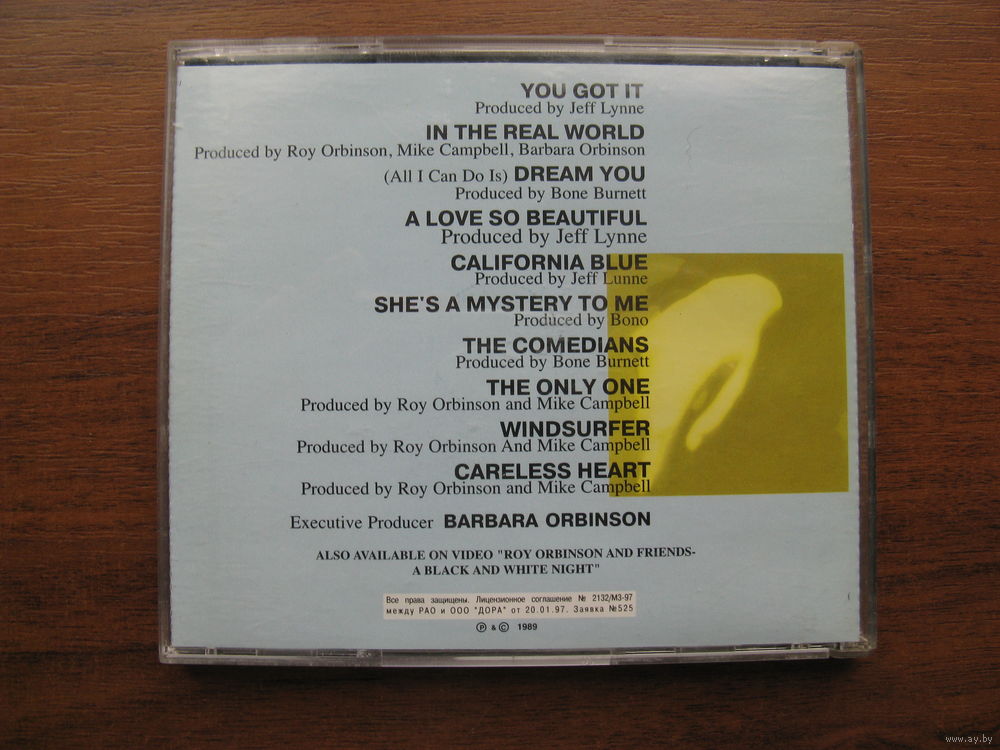 YOU GOT IT
Produced by Jeff Lynne
IN THE REAL WORLD
Produced by Roy Orbinson, Mike Campbell, Barbara Orbinson
(All I Can Do Is) DREAM YOU
Produced by Bone Burnett
A LOVE SO BEAUTIFUL
Produced by Jeff Lynne
CALIFORNIA BLUE
Produced by Jeff Lunne
SHE'S A MYSTERY TO ME
Produced by Bono
THE COMEDIANS
Produced by Bone Burnett
THE ONLY ONE
Produced by Roy Orbinson and Mike Campbell
WINDSURFER
Produced by Roy Orbinson And Mike Campbell
CARELESS HEART
Produced by Roy Orbinson and Mike Campbell
Executive Producer BARBARA ORBINSON
ALSO AVAILABLE ON VIDEO "ROY ORBINSON AND FRIENDS-
A BLACK AND WHITE NIGHT"
Все права защищены. Лицензионное соглашение № 2132/МЗ-97
между РАО и ООО "ДОРА" от 20.01.97. Заявка №525
℗ & © 1989
www.ay.by